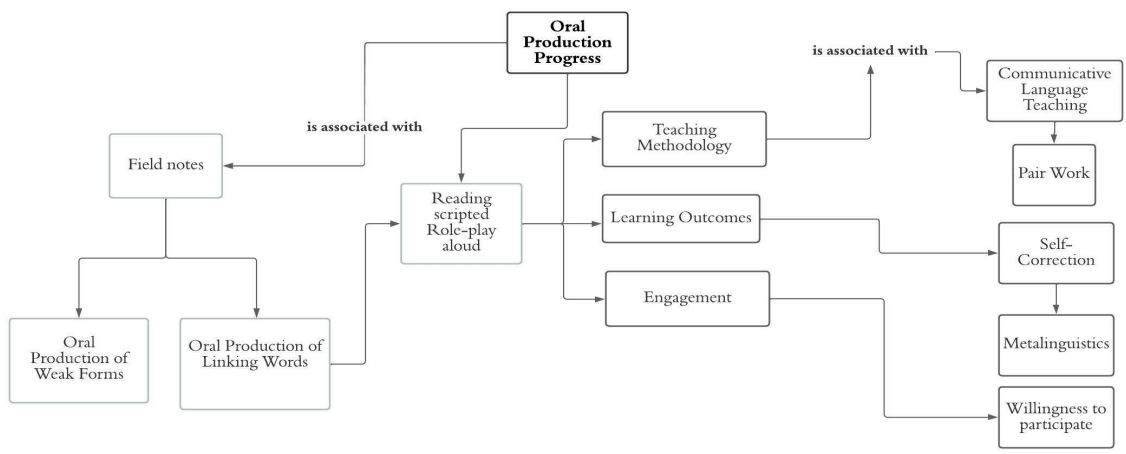 Oral
Production
Progress
is associated with
Communicative
Language
Teaching
is associated with
Teaching
Methodology
Field notes
Pair Work
Reading
scripted
Role-play
aloud
Learning Outcomes
Self-
Correction
Engagement
Oral
Production of
Weak Forms
Oral Production of
Linking Words
Metalinguistics
Willingness to
participate